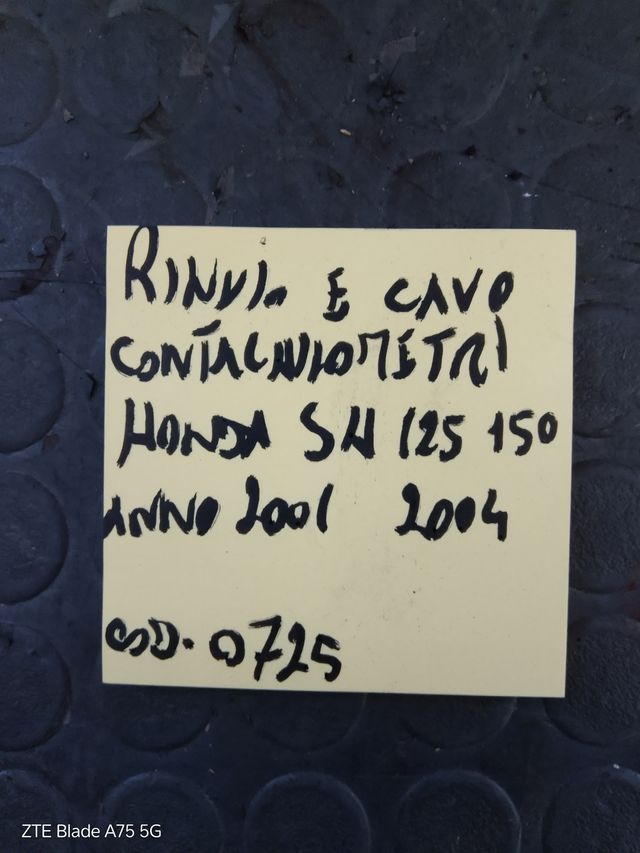 RINVIO E CAVO
CONTACHILOMETRI
HONDA SH 125 150
ANNO 2001 2004
COD. 0725
ZTE Blade A75 5G